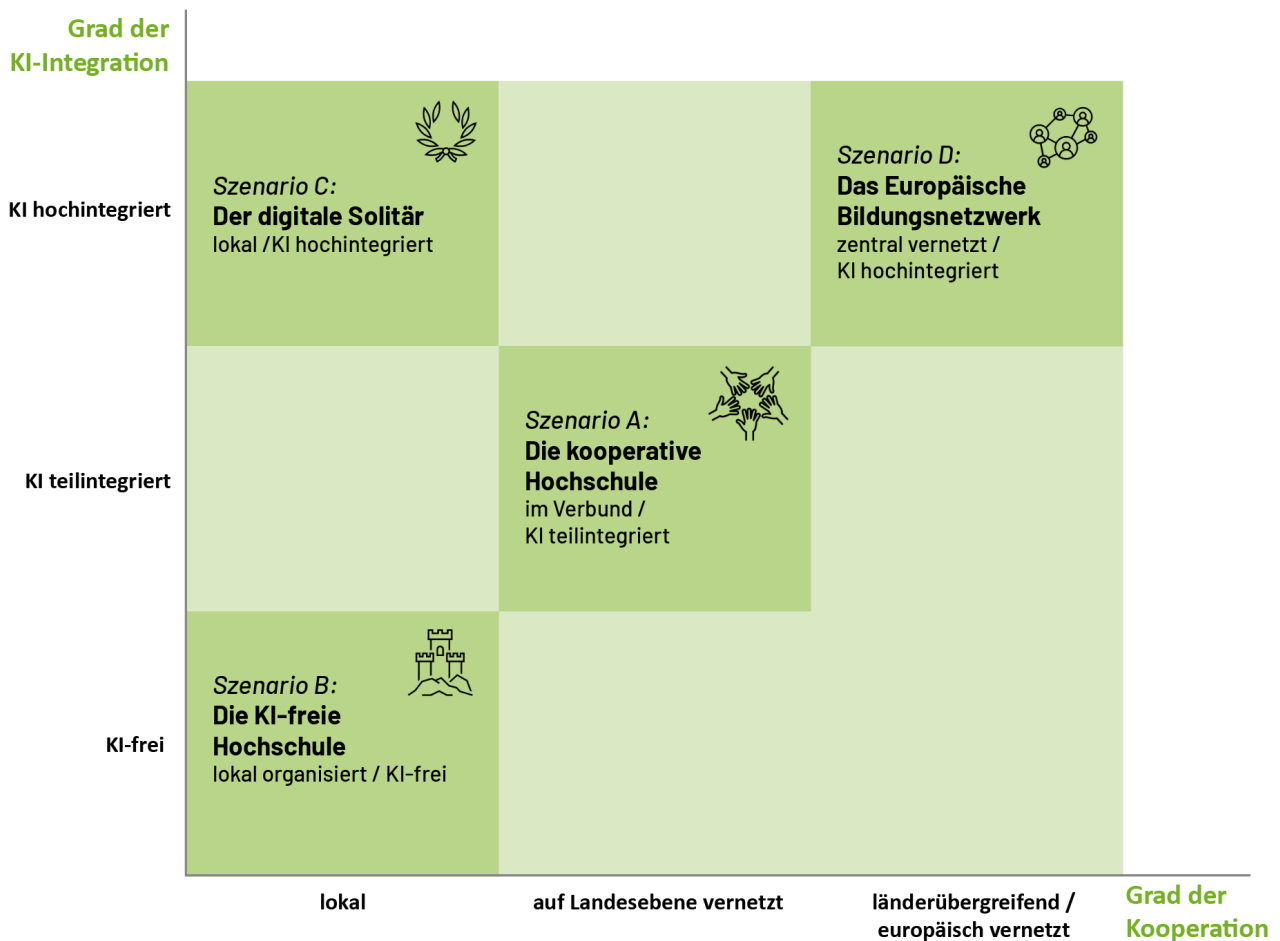 Grad der
KI-Integration
KI hochintegriert
Szenario C:
Der digitale Solitär
lokal /KI hochintegriert
Szenario D:
Das Europäische
Bildungsnetzwerk
zentral vernetzt /
KI hochintegriert
KI teilintegriert
Szenario A:
Die kooperative
Hochschule
im Verbund /
KI teilintegriert
KI-frei
Szenario B:
Die KI-freie
Hochschule
lokal organisiert / KI-frei
lokal
auf Landesebene vernetzt
länderübergreifend /
europäisch vernetzt
Grad der
Kooperation